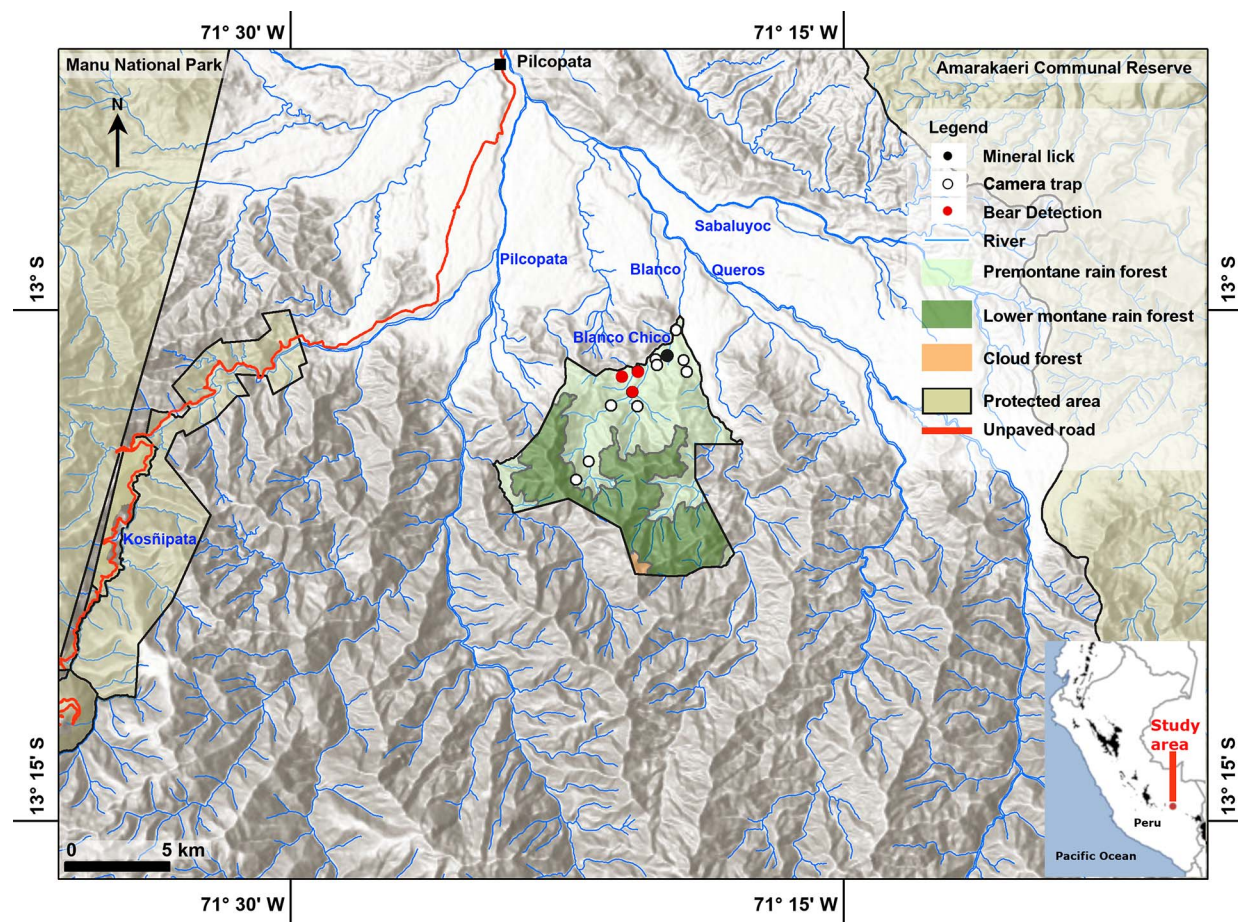 71° 30' W
71° 15' W
Manu National Park
Pilcopata
Amarakaeri Communal Reserve
N
Legend
Mineral lick
Camera trap
Bear Detection
River
Premontane rain forest
Lower montane rain forest
Cloud forest
Protected area
Unpaved road
Sabaluyoc
Pilcopata
Blanco
Queros
13° S
13° S
Blanco Chico
Kosñipata
Study
area
Peru
Pacific Ocean
13° 15' S
13° 15' S
0
5 km
71° 30' W
71° 15' W